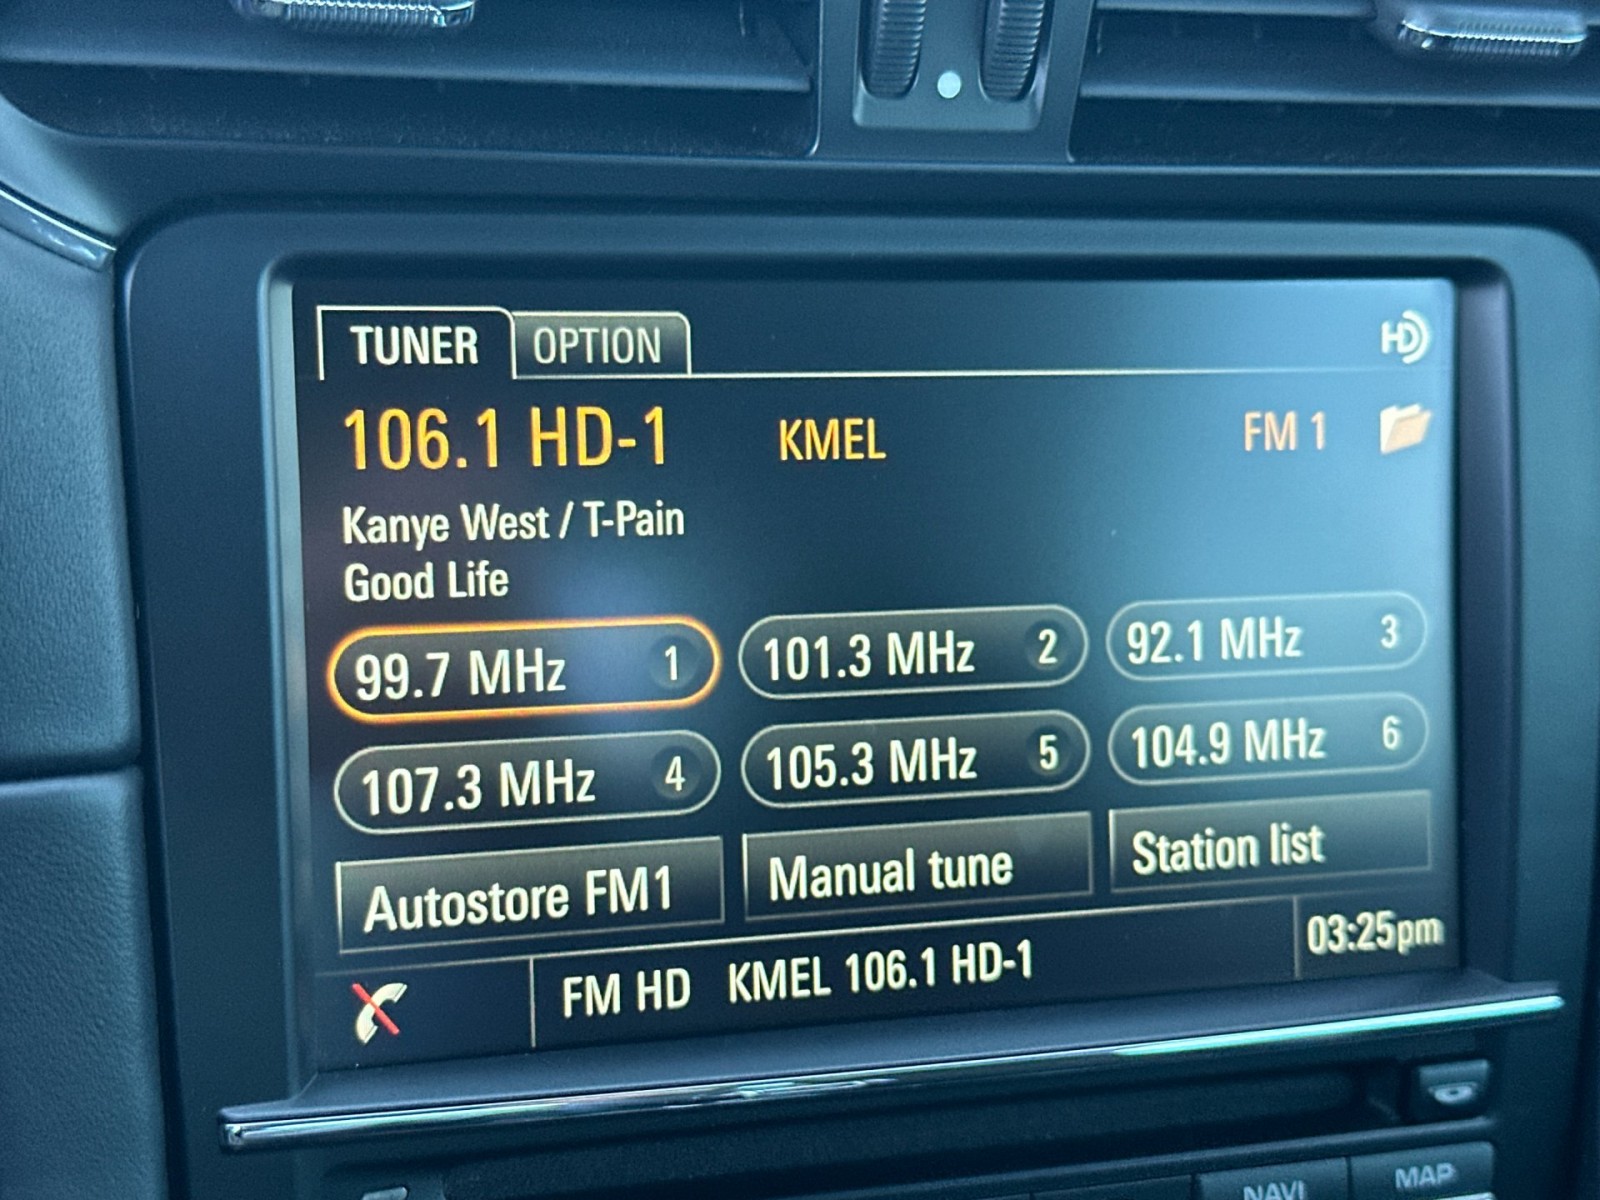 TUNER OPTION HD
106.1 HD-1 KMEL FM 1
Kanye West / T-Pain
Good Life
99.7 MHz 1 101.3 MHz 2 92.1 MHz 3
107.3 MHz 4 105.3 MHz 5 104.9 MHz 6
Autostore FM1 Manual tune Station list
FM HD KMEL 106.1 HD-1 03:25pm
NAVI MAP